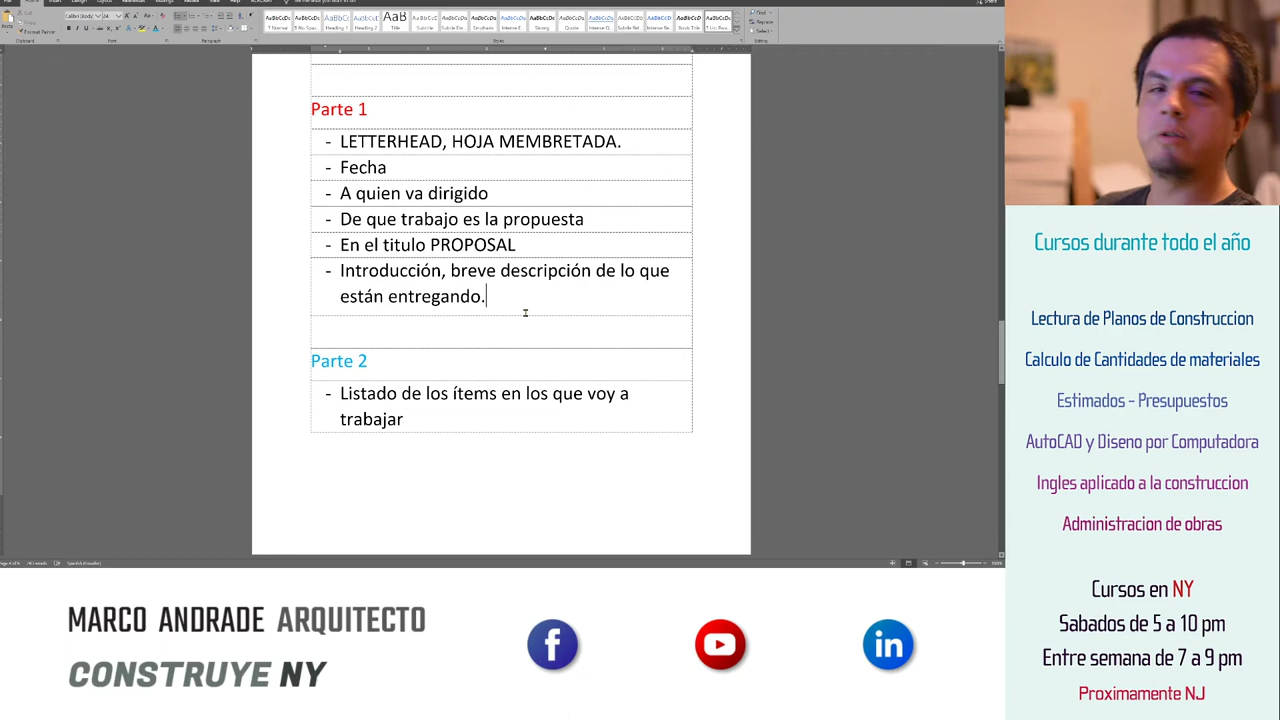 Parte 1
- LETTERHEAD, HOJA MEMBRETADA.
- Fecha
- A quien va dirigido
- De que trabajo es la propuesta
- En el titulo PROPOSAL
- Introducción, breve descripción de lo que
están entregando.
Parte 2
- Listado de los ítems en los que voy a
trabajar
Cursos durante todo el año
Lectura de Planos de Construccion
Calculo de Cantidades de materiales
Estimados - Presupuestos
AutoCAD y Diseno por Computadora
Ingles aplicado a la construccion
Administracion de obras
Cursos en NY
Sabados de 5 a 10 pm
Entre semana de 7 a 9 pm
Proximamente NJ
MARCO ANDRADE ARQUITECTO
CONSTRUYE NY